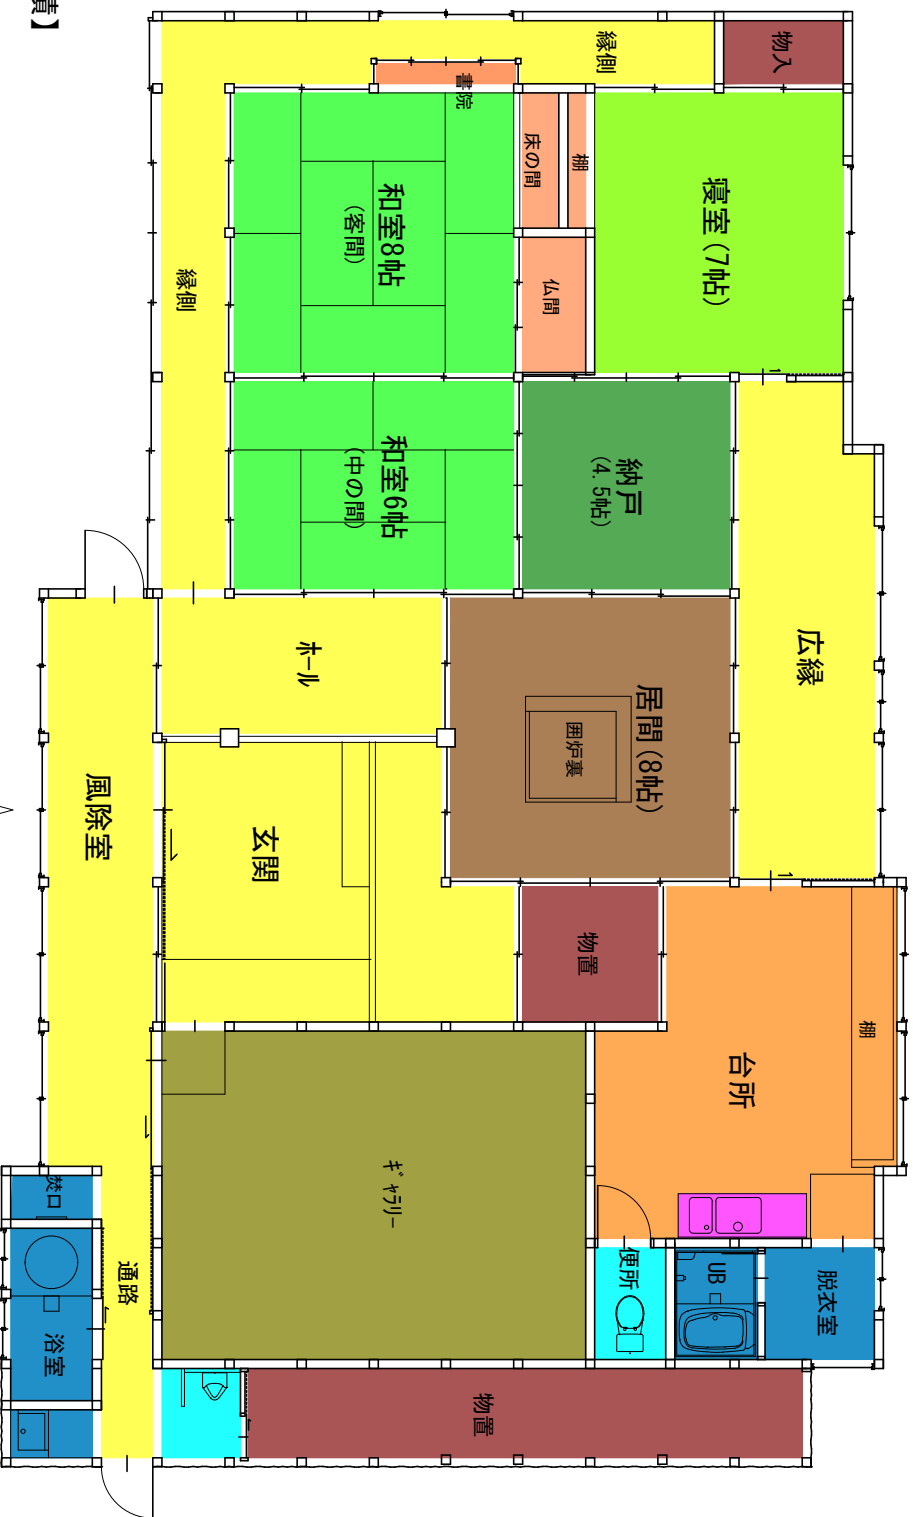 積】
縁側
物入
書院
床の間
棚
寝室 (7帖)
和室8帖
(客間)
仏間
縁側
和室6帖
(中の間)
納戸
(4. 5帖)
広縁
ホール
居間 (8帖)
囲炉裏
風除室
玄関
物置
台所
棚
ギャラリー
焚口
通路
浴室
便所
UB
脱衣室
物置